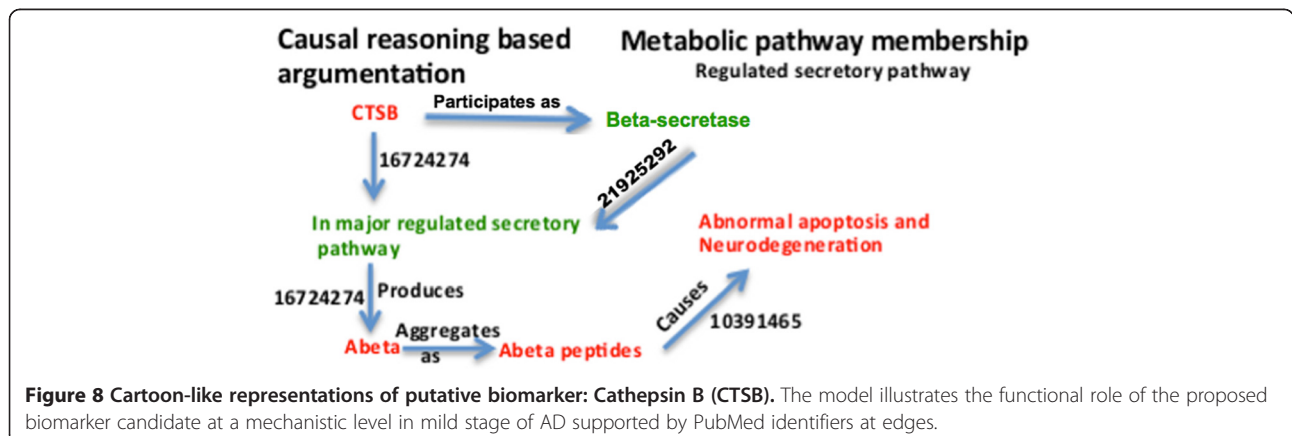 Causal reasoning based
argumentation
Metabolic pathway membership
Regulated secretory pathway
CTSB
Participates as
Beta-secretase
16724274
21925292
In major regulated secretory
pathway
Abnormal apoptosis and
Neurodegeneration
16724274
Produces
Causes
10391465
Abeta
Aggregates
as
Abeta peptides
Figure 8 Cartoon-like representations of putative biomarker: Cathepsin B (CTSB). The model illustrates the functional role of the proposed
biomarker candidate at a mechanistic level in mild stage of AD supported by PubMed identifiers at edges.